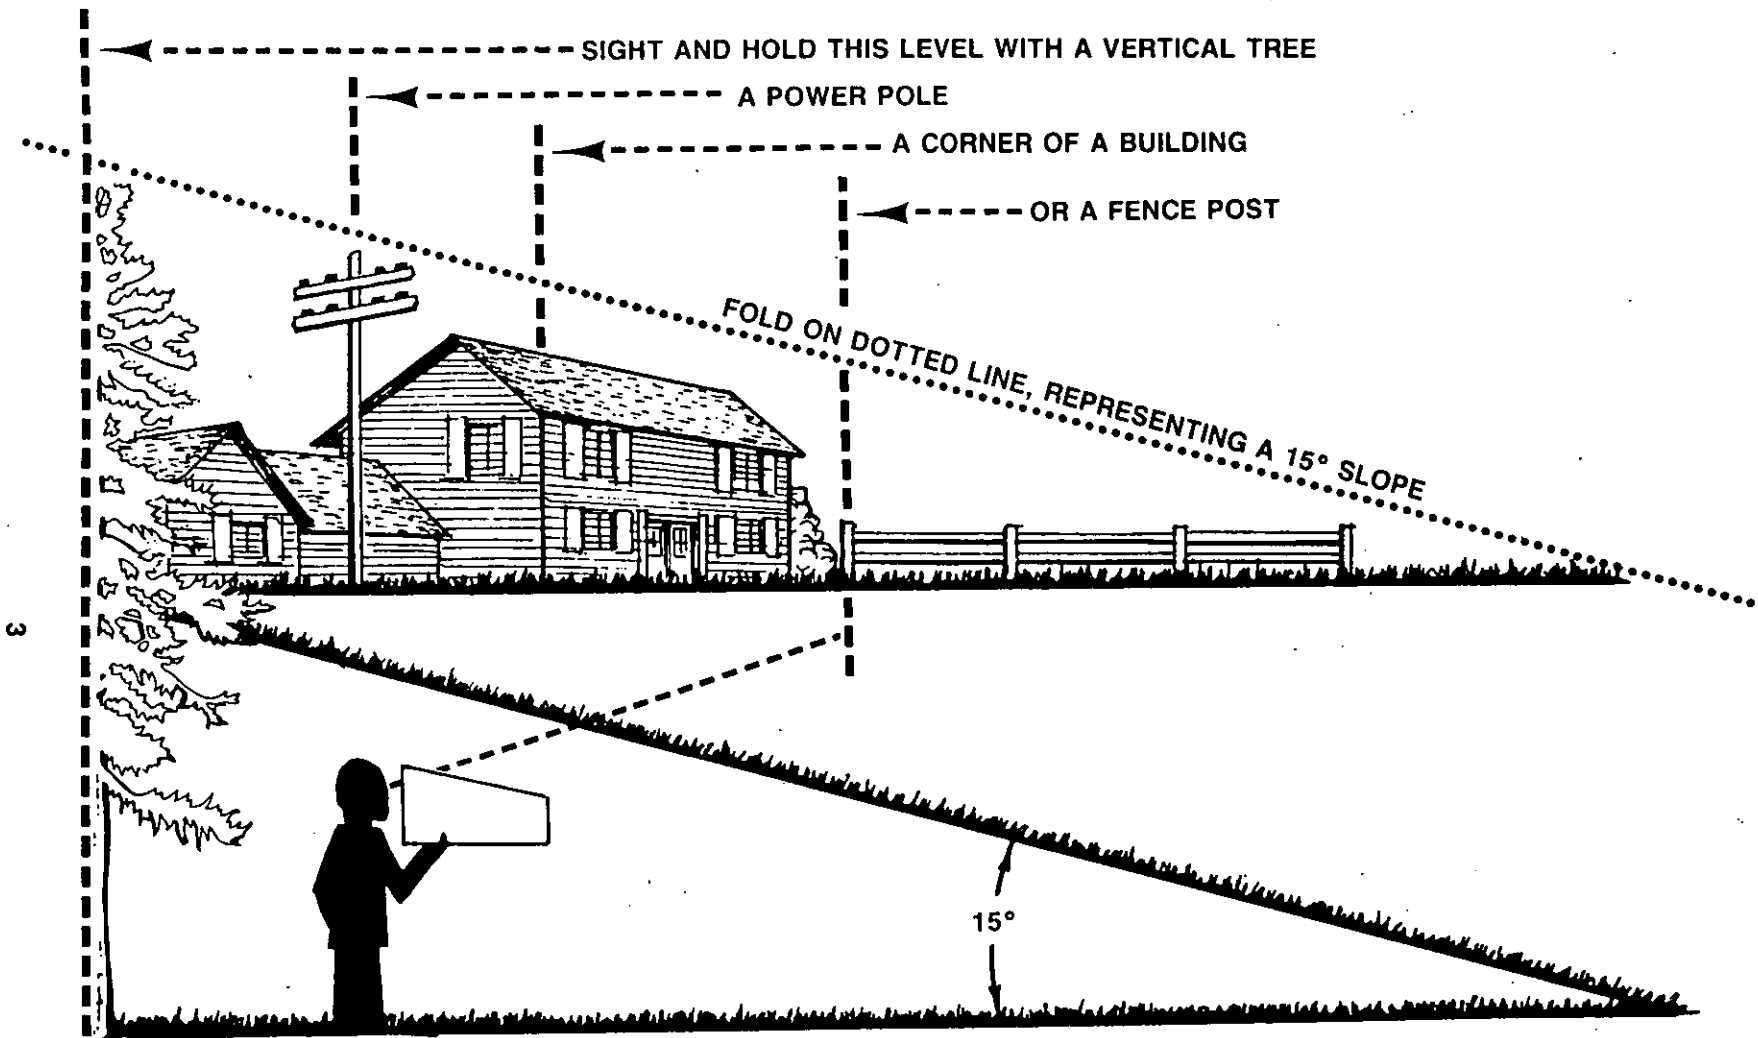 SIGHT AND HOLD THIS LEVEL WITH A VERTICAL TREE
A POWER POLE
A CORNER OF A BUILDING
OR A FENCE POST
FOLD ON DOTTED LINE, REPRESENTING A 15° SLOPE
3
15°